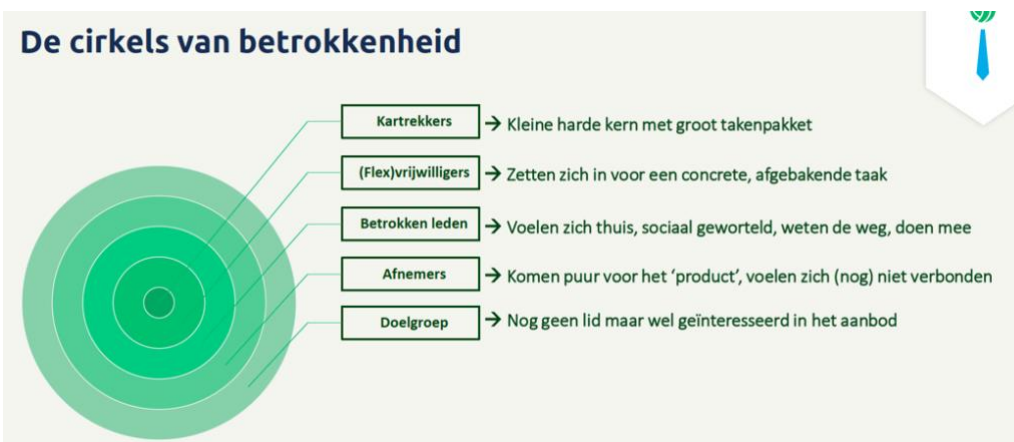 De cirkels van betrokkenheid
Kartrekkers → Kleine harde kern met groot takenpakket
(Flex)vrijwilligers → Zetten zich in voor een concrete, afgebakende taak
Betrokken leden → Voelen zich thuis, sociaal geworteld, weten de weg, doen mee
Afnemers → Komen puur voor het ‘product’, voelen zich (nog) niet verbonden
Doelgroep → Nog geen lid maar wel geïnteresseerd in het aanbod